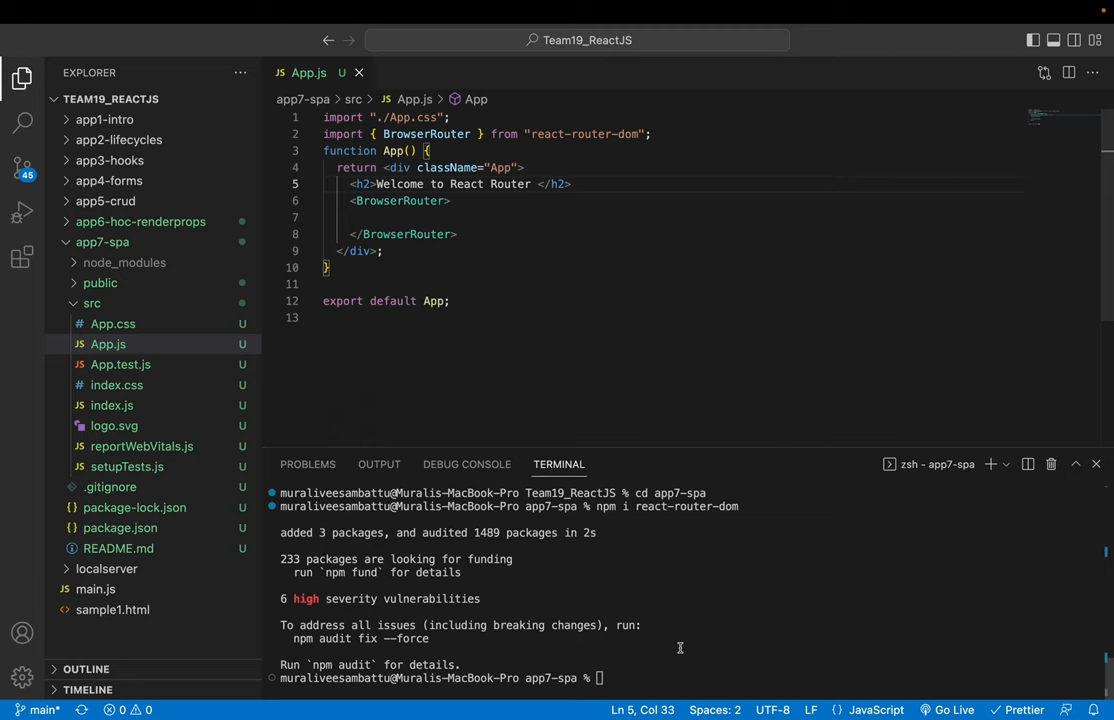 Team19_ReactJS
EXPLORER
TEAM19_REACTJS
app1-intro
app2-lifecycles
app3-hooks
app4-forms
app5-crud
app6-hoc-renderprops
app7-spa
node_modules
public
src
# App.css U
JS App.js U
JS App.test.js U
# index.css U
JS index.js U
logo.svg U
JS reportWebVitals.js U
JS setupTests.js U
.gitignore U
package-lock.json U
package.json U
README.md U
localserver
JS main.js
<> sample1.html
OUTLINE
TIMELINE
45
JS App.js U
app7-spa > src > JS App.js > App
1 import "./App.css";
2 import { BrowserRouter } from "react-router-dom";
3 function App() {
4 return <div className="App">
5 <h2>Welcome to React Router </h2>
6 <BrowserRouter>
7
8 </BrowserRouter>
9 </div>;
10 }
11
12 export default App;
13
PROBLEMS OUTPUT DEBUG CONSOLE TERMINAL
zsh - app7-spa
muraliveesambattu@Muralis-MacBook-Pro Team19_ReactJS % cd app7-spa
muraliveesambattu@Muralis-MacBook-Pro app7-spa % npm i react-router-dom
added 3 packages, and audited 1489 packages in 2s
233 packages are looking for funding
run `npm fund` for details
6 high severity vulnerabilities
To address all issues (including breaking changes), run:
npm audit fix --force
Run `npm audit` for details.
muraliveesambattu@Muralis-MacBook-Pro app7-spa %
main* 0 0 Ln 5, Col 33 Spaces: 2 UTF-8 LF {} JavaScript Go Live Prettier